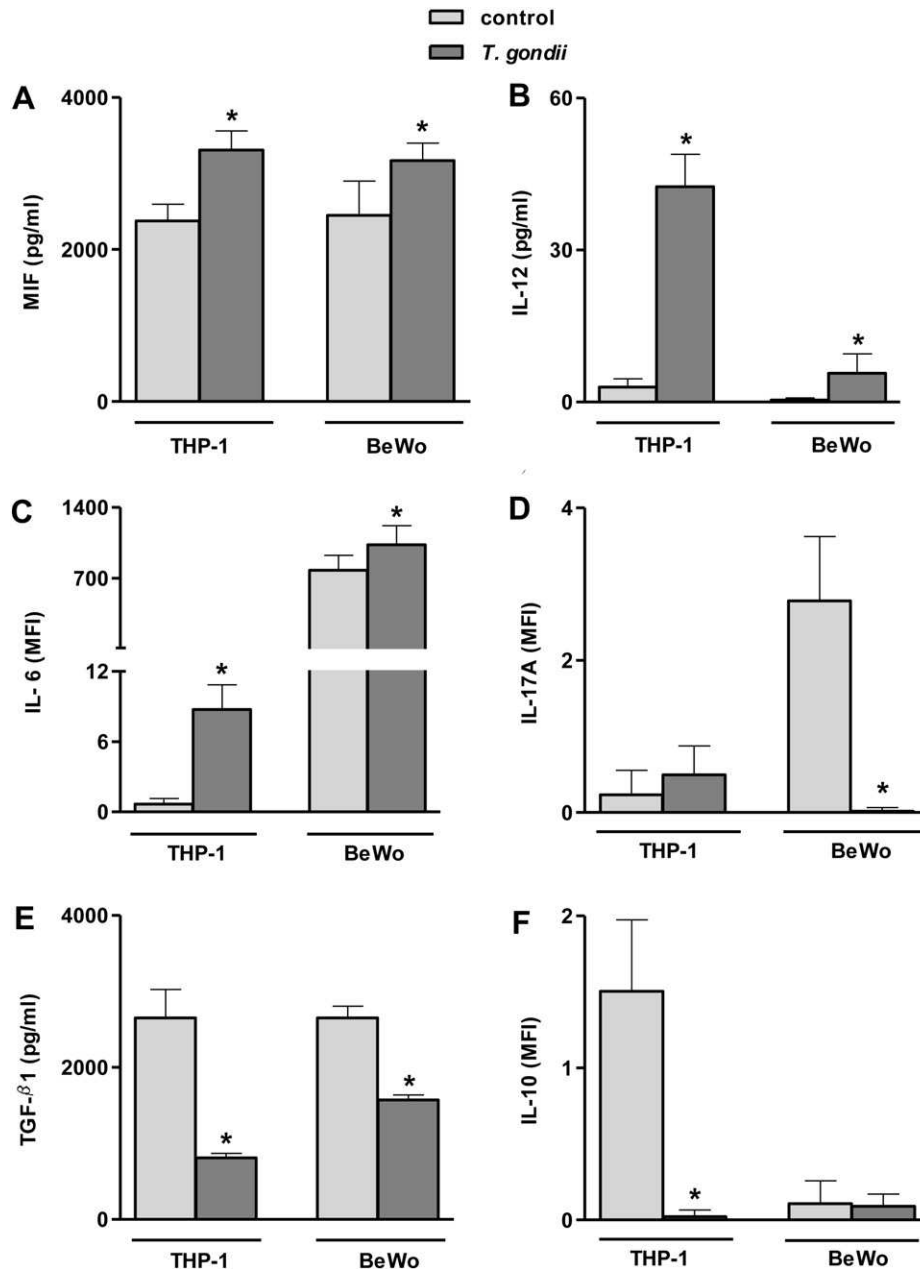 control
T. gondii
A
4000
2000
0
MIF (pg/ml)
*
*
THP-1
BeWo
B
60
30
0
IL-12 (pg/ml)
*
*
THP-1
BeWo
C
1400
700
12
6
0
IL- 6 (MFI)
*
*
THP-1
BeWo
D
4
2
0
IL-17A (MFI)
*
THP-1
BeWo
E
4000
2000
0
TGF-β1 (pg/ml)
*
*
THP-1
BeWo
F
2
1
0
IL-10 (MFI)
*
THP-1
BeWo